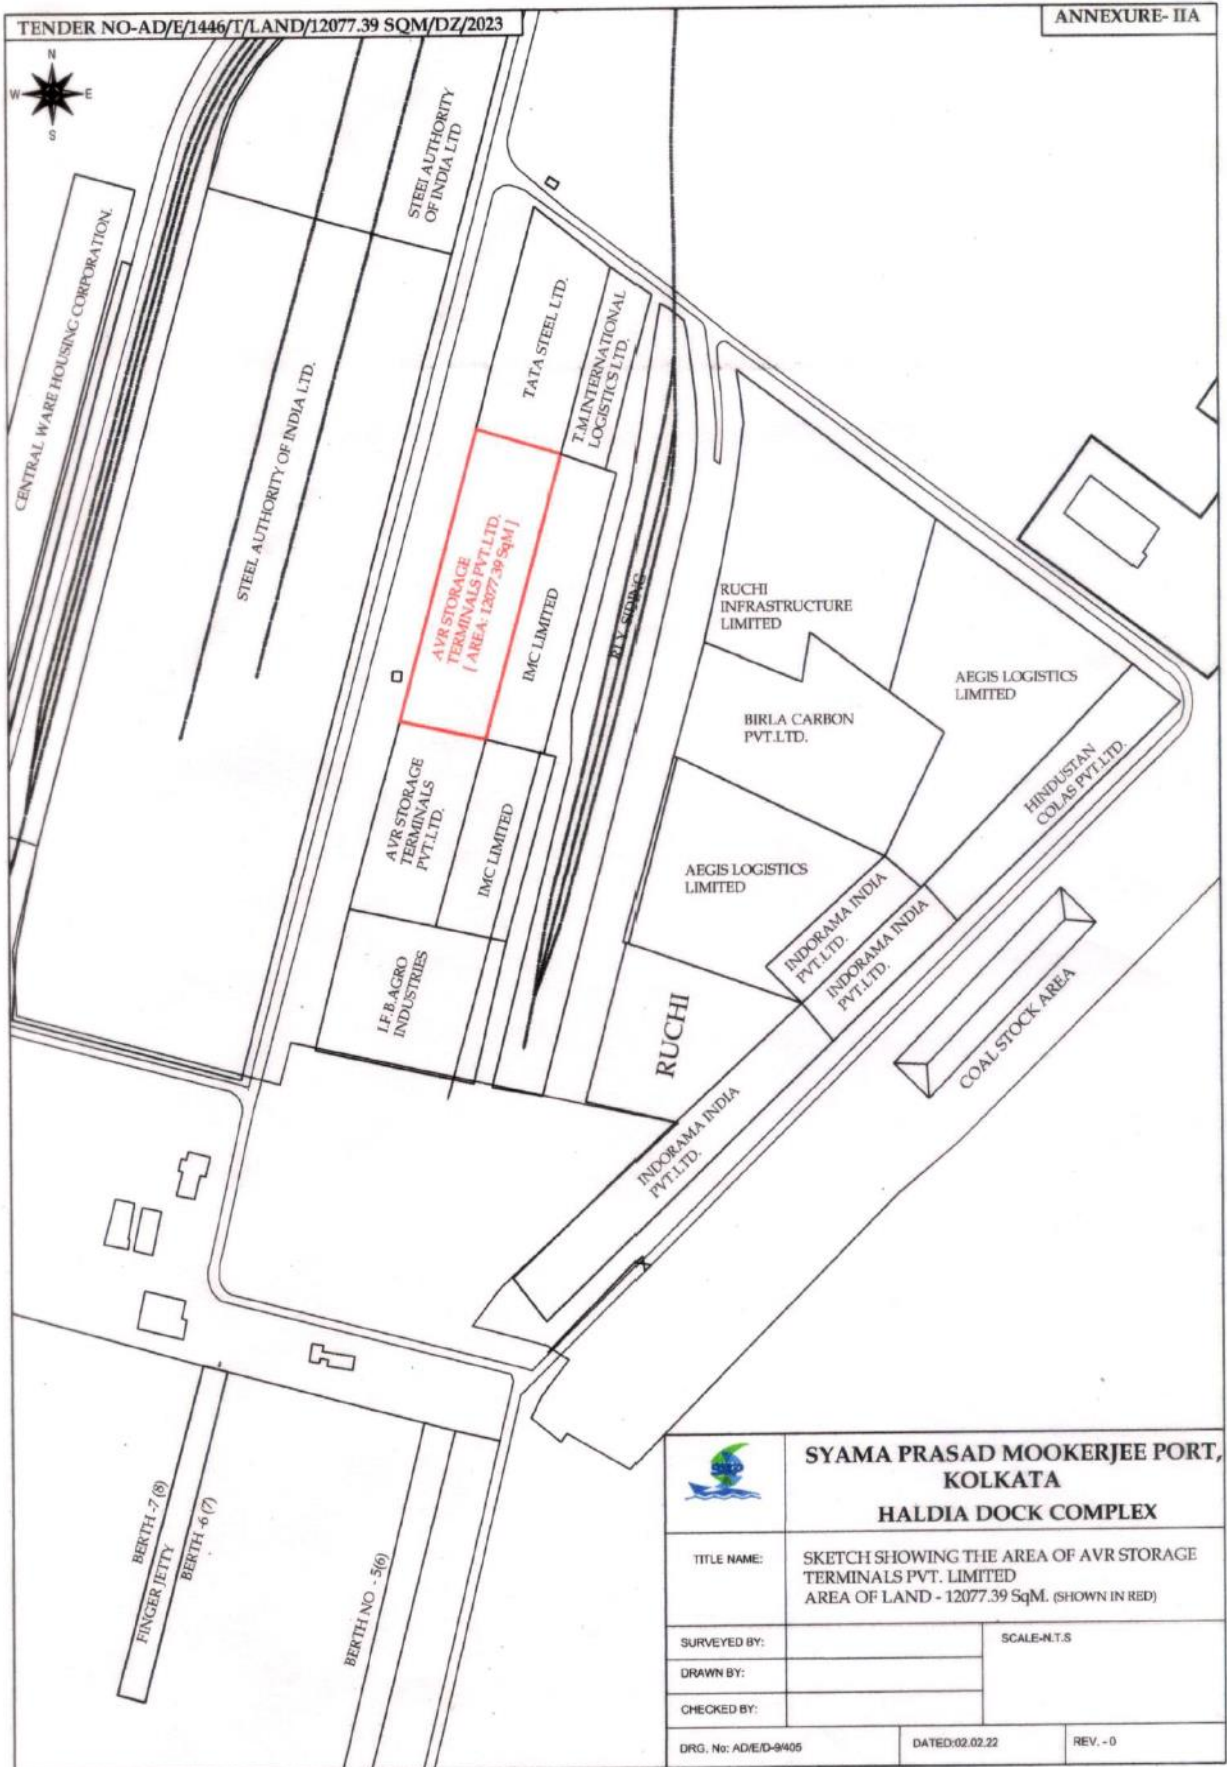 TENDER NO-AD/E/1446/T/LAND/12077.39 SQM/DZ/2023
ANNEXURE- IIA
N
W
E
S
CENTRAL WARE HOUSING CORPORATION.
STEEL AUTHORITY OF INDIA LTD.
STEEl AUTHORITY
OF INDIA LTD
TATA STEEL LTD.
T.M.INTERNATIONAL
LOGISTICS LTD.
AVR STORAGE
TERMINALS PVT.LTD.
[ AREA: 12077.39 SqM ]
IMC LIMITED
RLY SIDING
RUCHI
INFRASTRUCTURE
LIMITED
AEGIS LOGISTICS
LIMITED
BIRLA CARBON
PVT.LTD.
HINDUSTAN
COLAS PVT.LTD.
AVR STORAGE
TERMINALS
PVT.LTD.
IMC LIMITED
AEGIS LOGISTICS
LIMITED
INDORAMA INDIA
PVT.LTD.
INDORAMA INDIA
PVT.LTD.
I.F.B.AGRO
INDUSTRIES
RUCHI
COAL STOCK AREA
INDORAMA INDIA
PVT.LTD.
BERTH -7 (8)
FINGER JETTY
BERTH -6 (7)
BERTH NO - 5(6)
SYAMA PRASAD MOOKERJEE PORT,
KOLKATA
HALDIA DOCK COMPLEX
TITLE NAME:
SKETCH SHOWING THE AREA OF AVR STORAGE
TERMINALS PVT. LIMITED
AREA OF LAND - 12077.39 SqM. (SHOWN IN RED)
SURVEYED BY:
SCALE-N.T.S
DRAWN BY:
CHECKED BY:
DRG. No: AD/E/D-9/405
DATED:02.02.22
REV. - 0